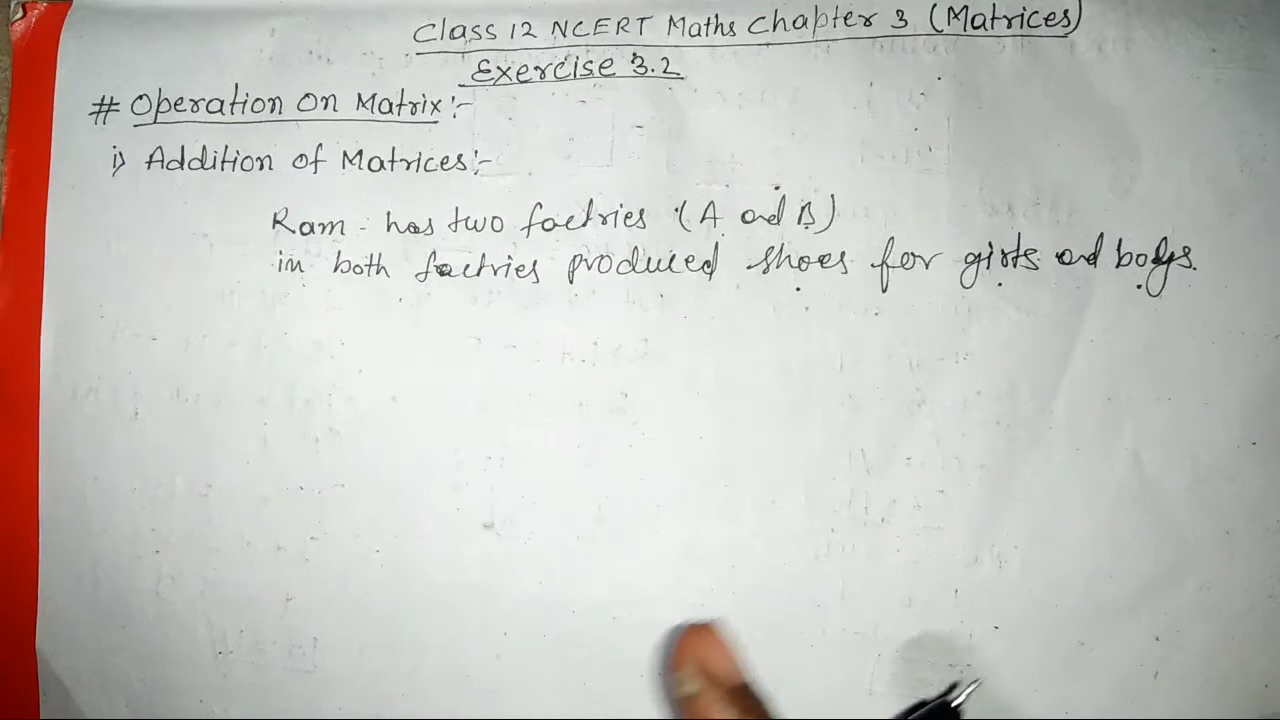 Class 12 NCERT Maths Chapter 3 (Matrices)
Exercise 3.2
# Operation On Matrix :-
i) Addition of Matrices :-
Ram - has two factries (A and B)
in both factries produced shoes for girls and boys.